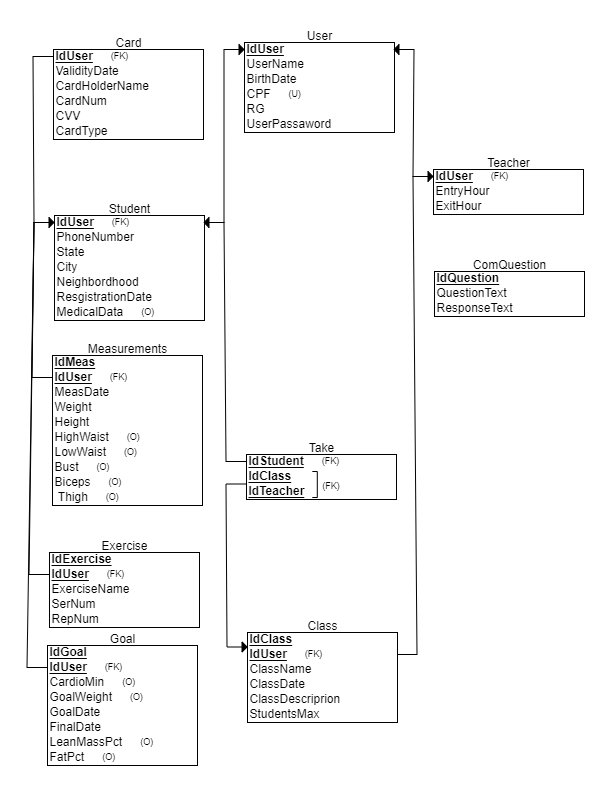 Card
IdUser (FK)
ValidityDate
CardHolderName
CardNum
CVV
CardType
User
IdUser
UserName
BirthDate
CPF (U)
RG
UserPassaword
Teacher
IdUser (FK)
EntryHour
ExitHour
Student
IdUser (FK)
PhoneNumber
State
City
Neighbordhood
ResgistrationDate
MedicalData (O)
ComQuestion
IdQuestion
QuestionText
ResponseText
Measurements
IdMeas
IdUser (FK)
MeasDate
Weight
Height
HighWaist (O)
LowWaist (O)
Bust (O)
Biceps (O)
Thigh (O)
Take
IdStudent (FK)
IdClass
IdTeacher
(FK)
Exercise
IdExercise
IdUser (FK)
ExerciseName
SerNum
RepNum
Class
IdClass
IdUser (FK)
ClassName
ClassDate
ClassDescriprion
StudentsMax
Goal
IdGoal
IdUser (FK)
CardioMin (O)
GoalWeight (O)
GoalDate
FinalDate
LeanMassPct (O)
FatPct (O)